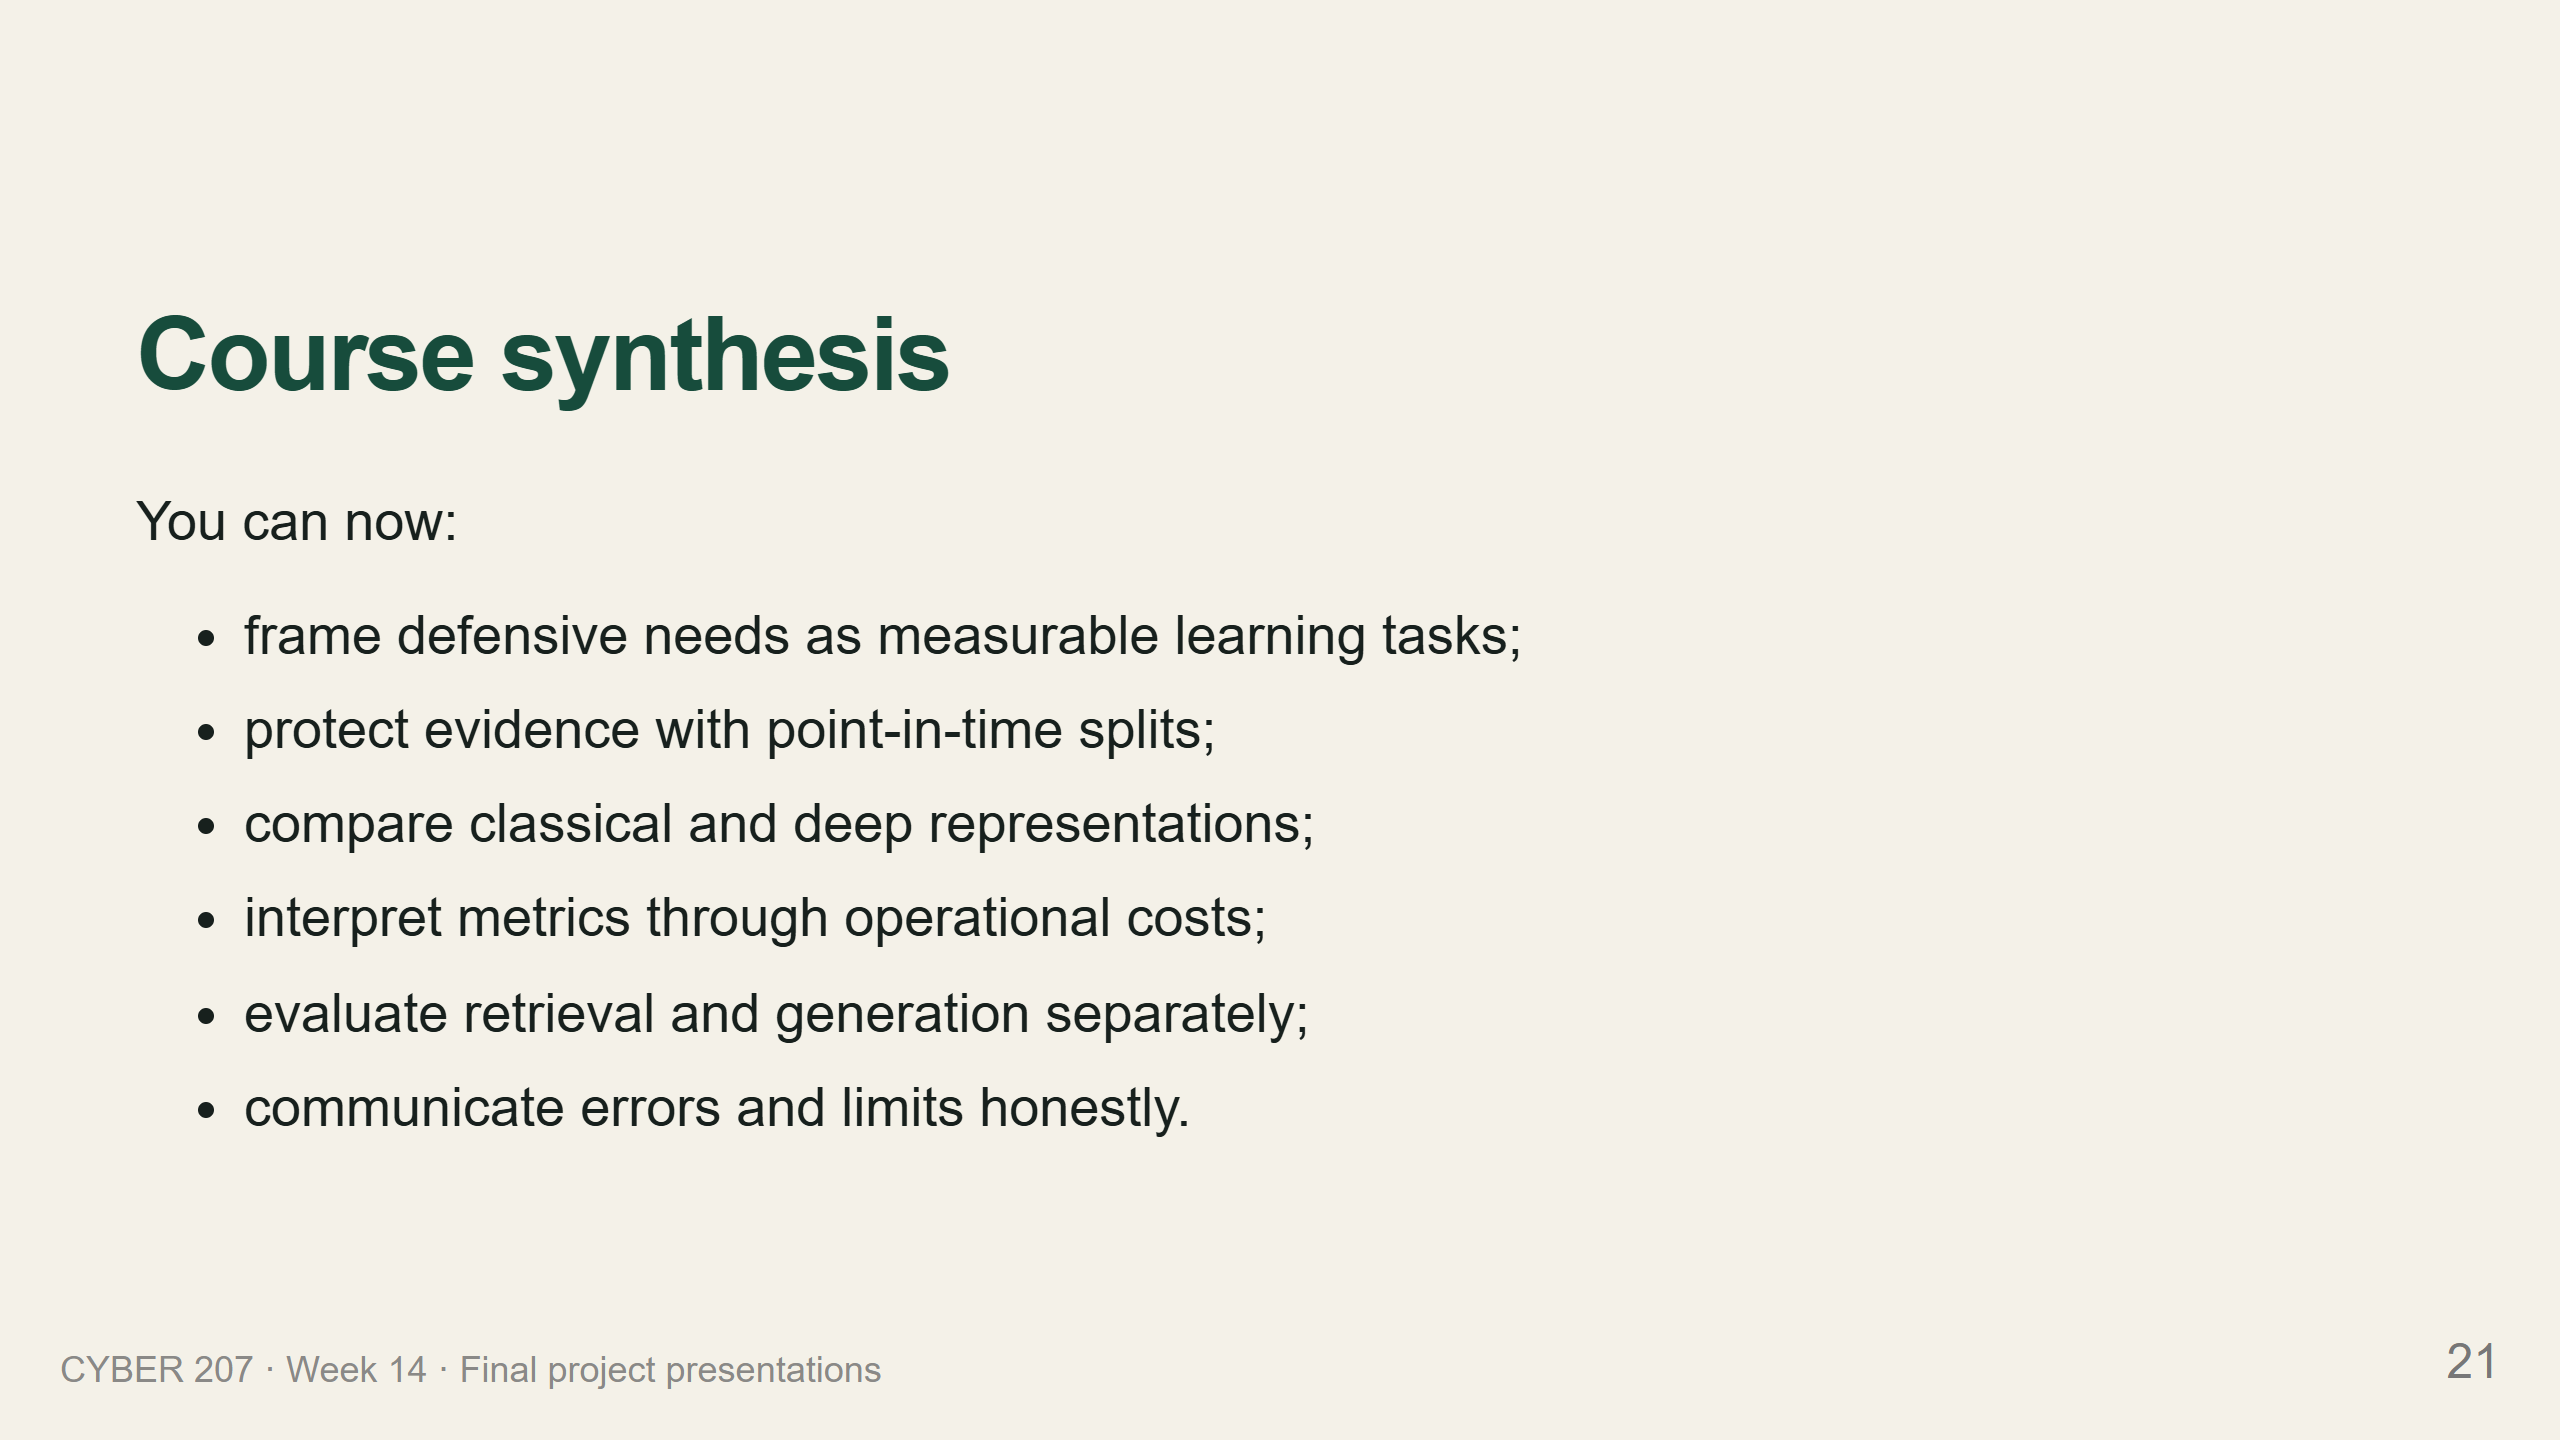 Course synthesis
You can now:
• frame defensive needs as measurable learning tasks;
• protect evidence with point-in-time splits;
• compare classical and deep representations;
• interpret metrics through operational costs;
• evaluate retrieval and generation separately;
• communicate errors and limits honestly.
CYBER 207 · Week 14 · Final project presentations
21